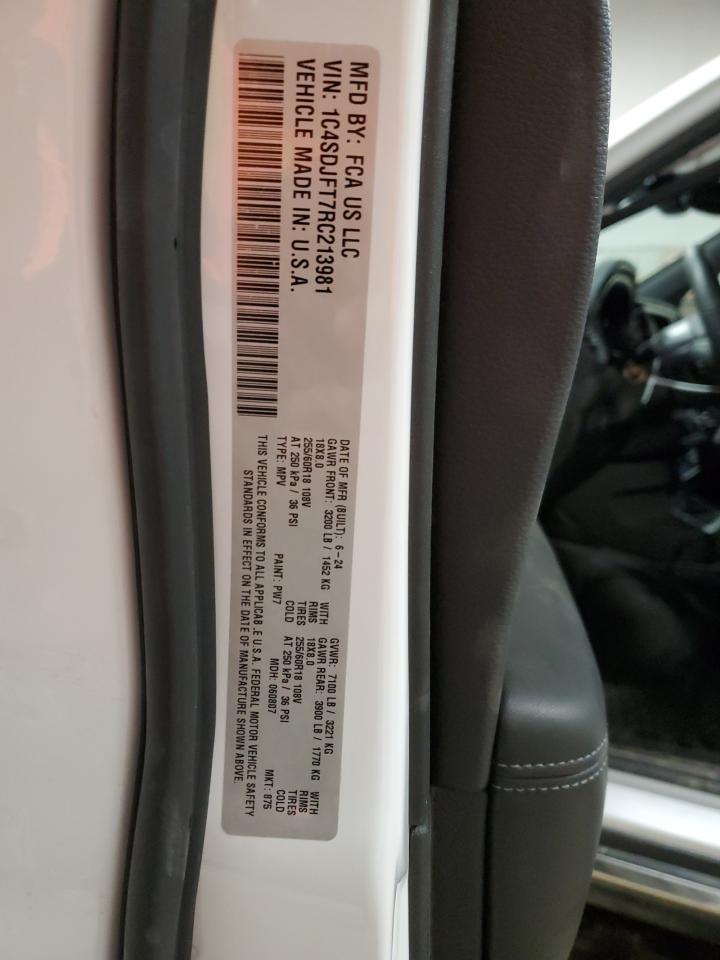 MFD BY: FCA US LLC
VIN: 1C4SDJFT7RC213981
VEHICLE MADE IN: U.S.A.
DATE OF MFR (BUILT): 6-24 GVWR: 7100 LB / 3221 KG
GAWR FRONT: 3200 LB / 1452 KG WITH GAWR REAR: 3900 LB / 1770 KG WITH
18X8.0 RIMS 18X8.0 RIMS
255/60R18 108V TIRES 255/60R18 108V TIRES
AT 250 kPa / 36 PSI COLD AT 250 kPa / 36 PSI COLD
TYPE: MPV PAINT: PW7 MDH: 060807 MKT: 875
THIS VEHICLE CONFORMS TO ALL APPLICAB.E U.S.A. FEDERAL MOTOR VEHICLE SAFETY
STANDARDS IN EFFECT ON THE DATE OF MANUFACTURE SHOWN ABOVE.